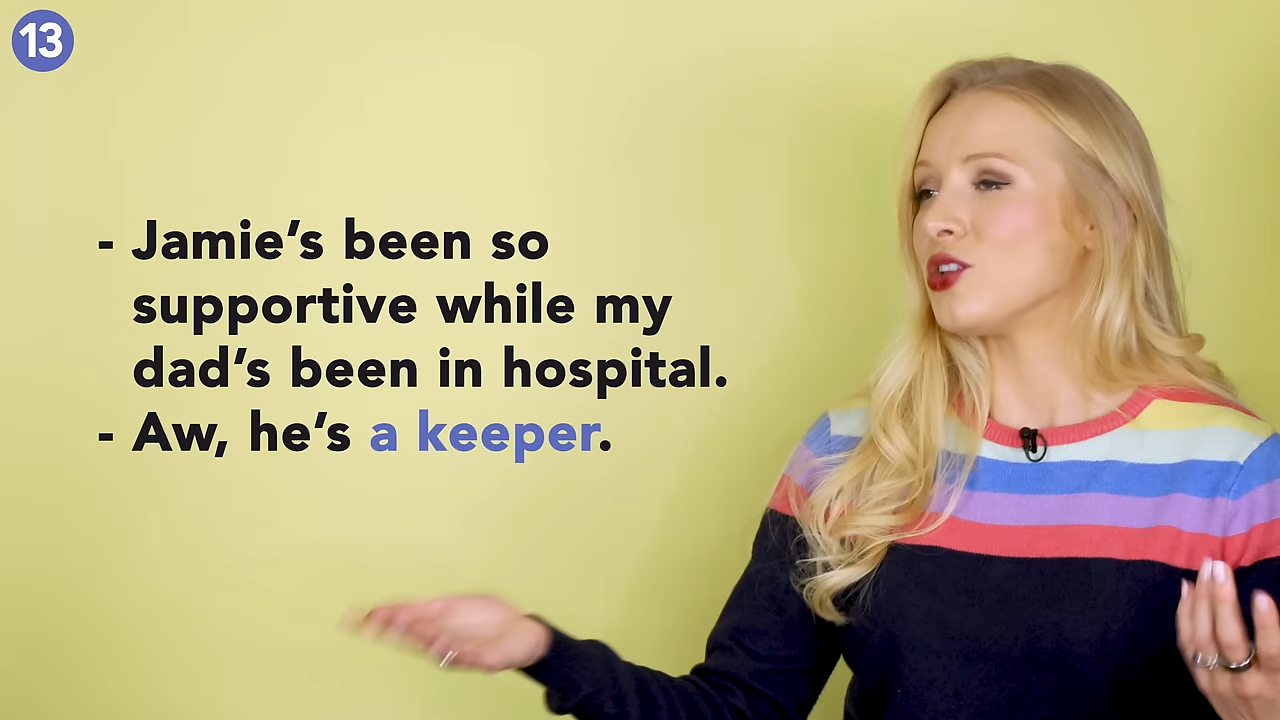 13
- Jamie’s been so
supportive while my
dad’s been in hospital.
- Aw, he’s a keeper.